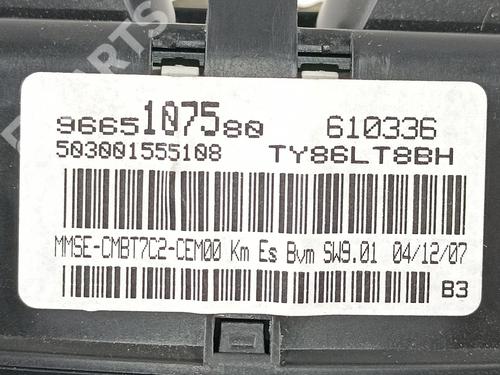 9665107580 610336
503001555108 TY86LT8BH
MMSE-CMBT7C2-CEM00 Km Es Bvm SW9.01 04/12/07
B3